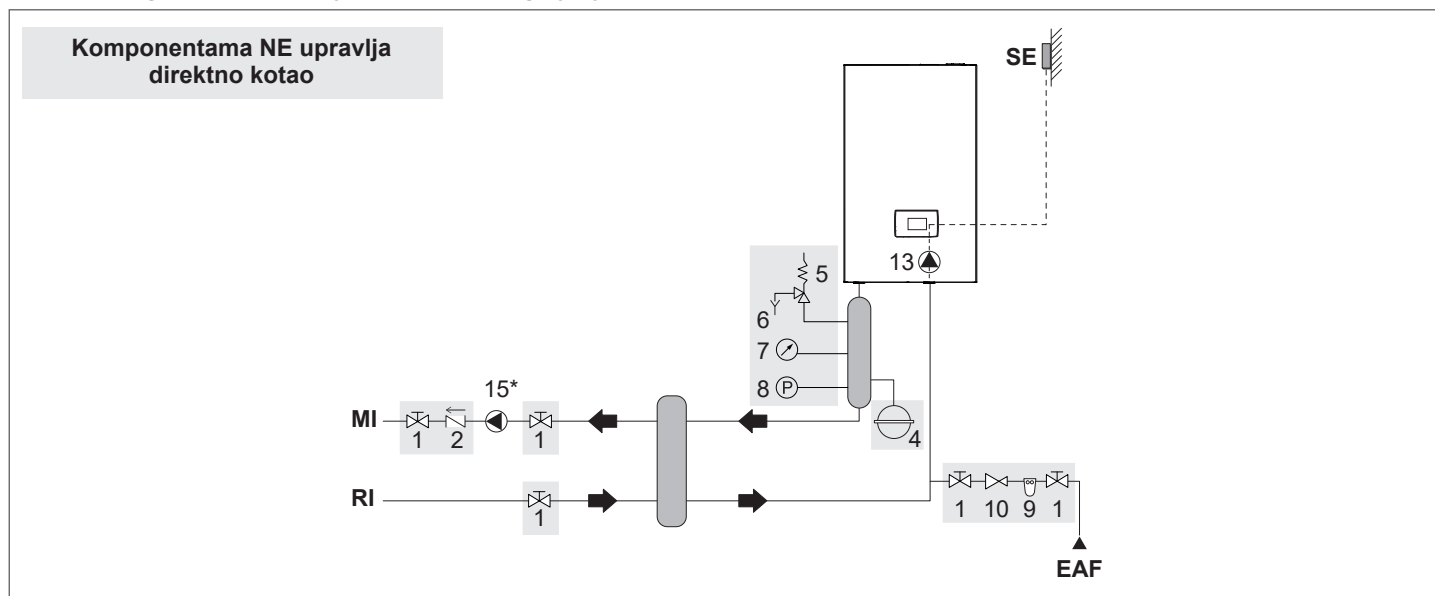 Komponentama NE upravlja
direktno kotao
SE
13
5
6
7
8 P
15*
4
MI
1 2 1
RI
1
1 10 9 1
EAF